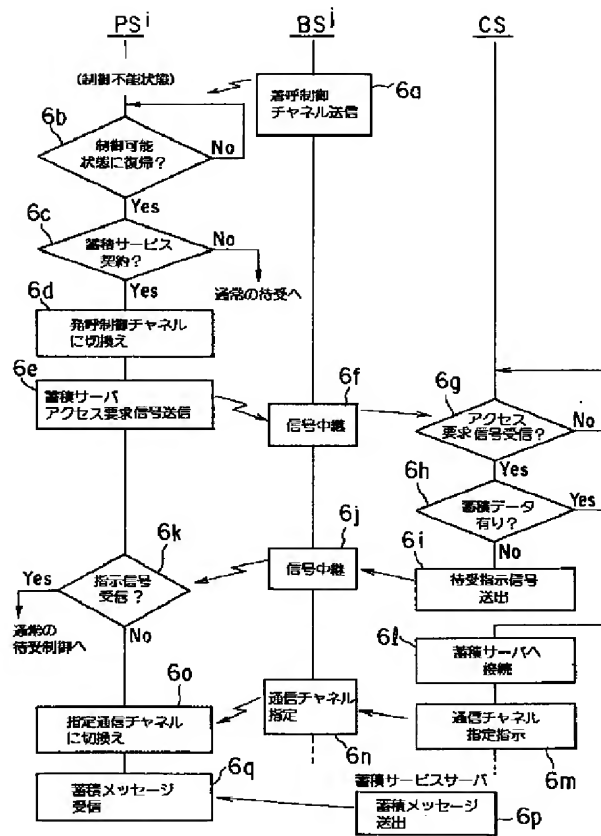 PSi
BSj
CS
(制御不能状態)
着呼制御
チャネル送信
6a
6b
制御可能
状態に復帰?
No
Yes
6c
蓄積サービス
契約?
No
Yes
通常の待受へ
6d
発呼制御チャネル
に切換え
6e
蓄積サーバ
アクセス要求信号送信
6f
信号中継
6g
アクセス
要求信号受信?
No
Yes
6h
蓄積データ
有り?
Yes
No
6i
待受指示信号
送出
6j
信号中継
6k
指示信号
受信?
Yes
No
通常の
待受制御へ
6l
蓄積サーバへ
接続
通信チャネル
指定指示
6m
通信チャネル
指定
6n
6o
指定通信チャネル
に切換え
蓄積サービスサーバ
蓄積メッセージ
送出
6p
6q
蓄積メッセージ
受信